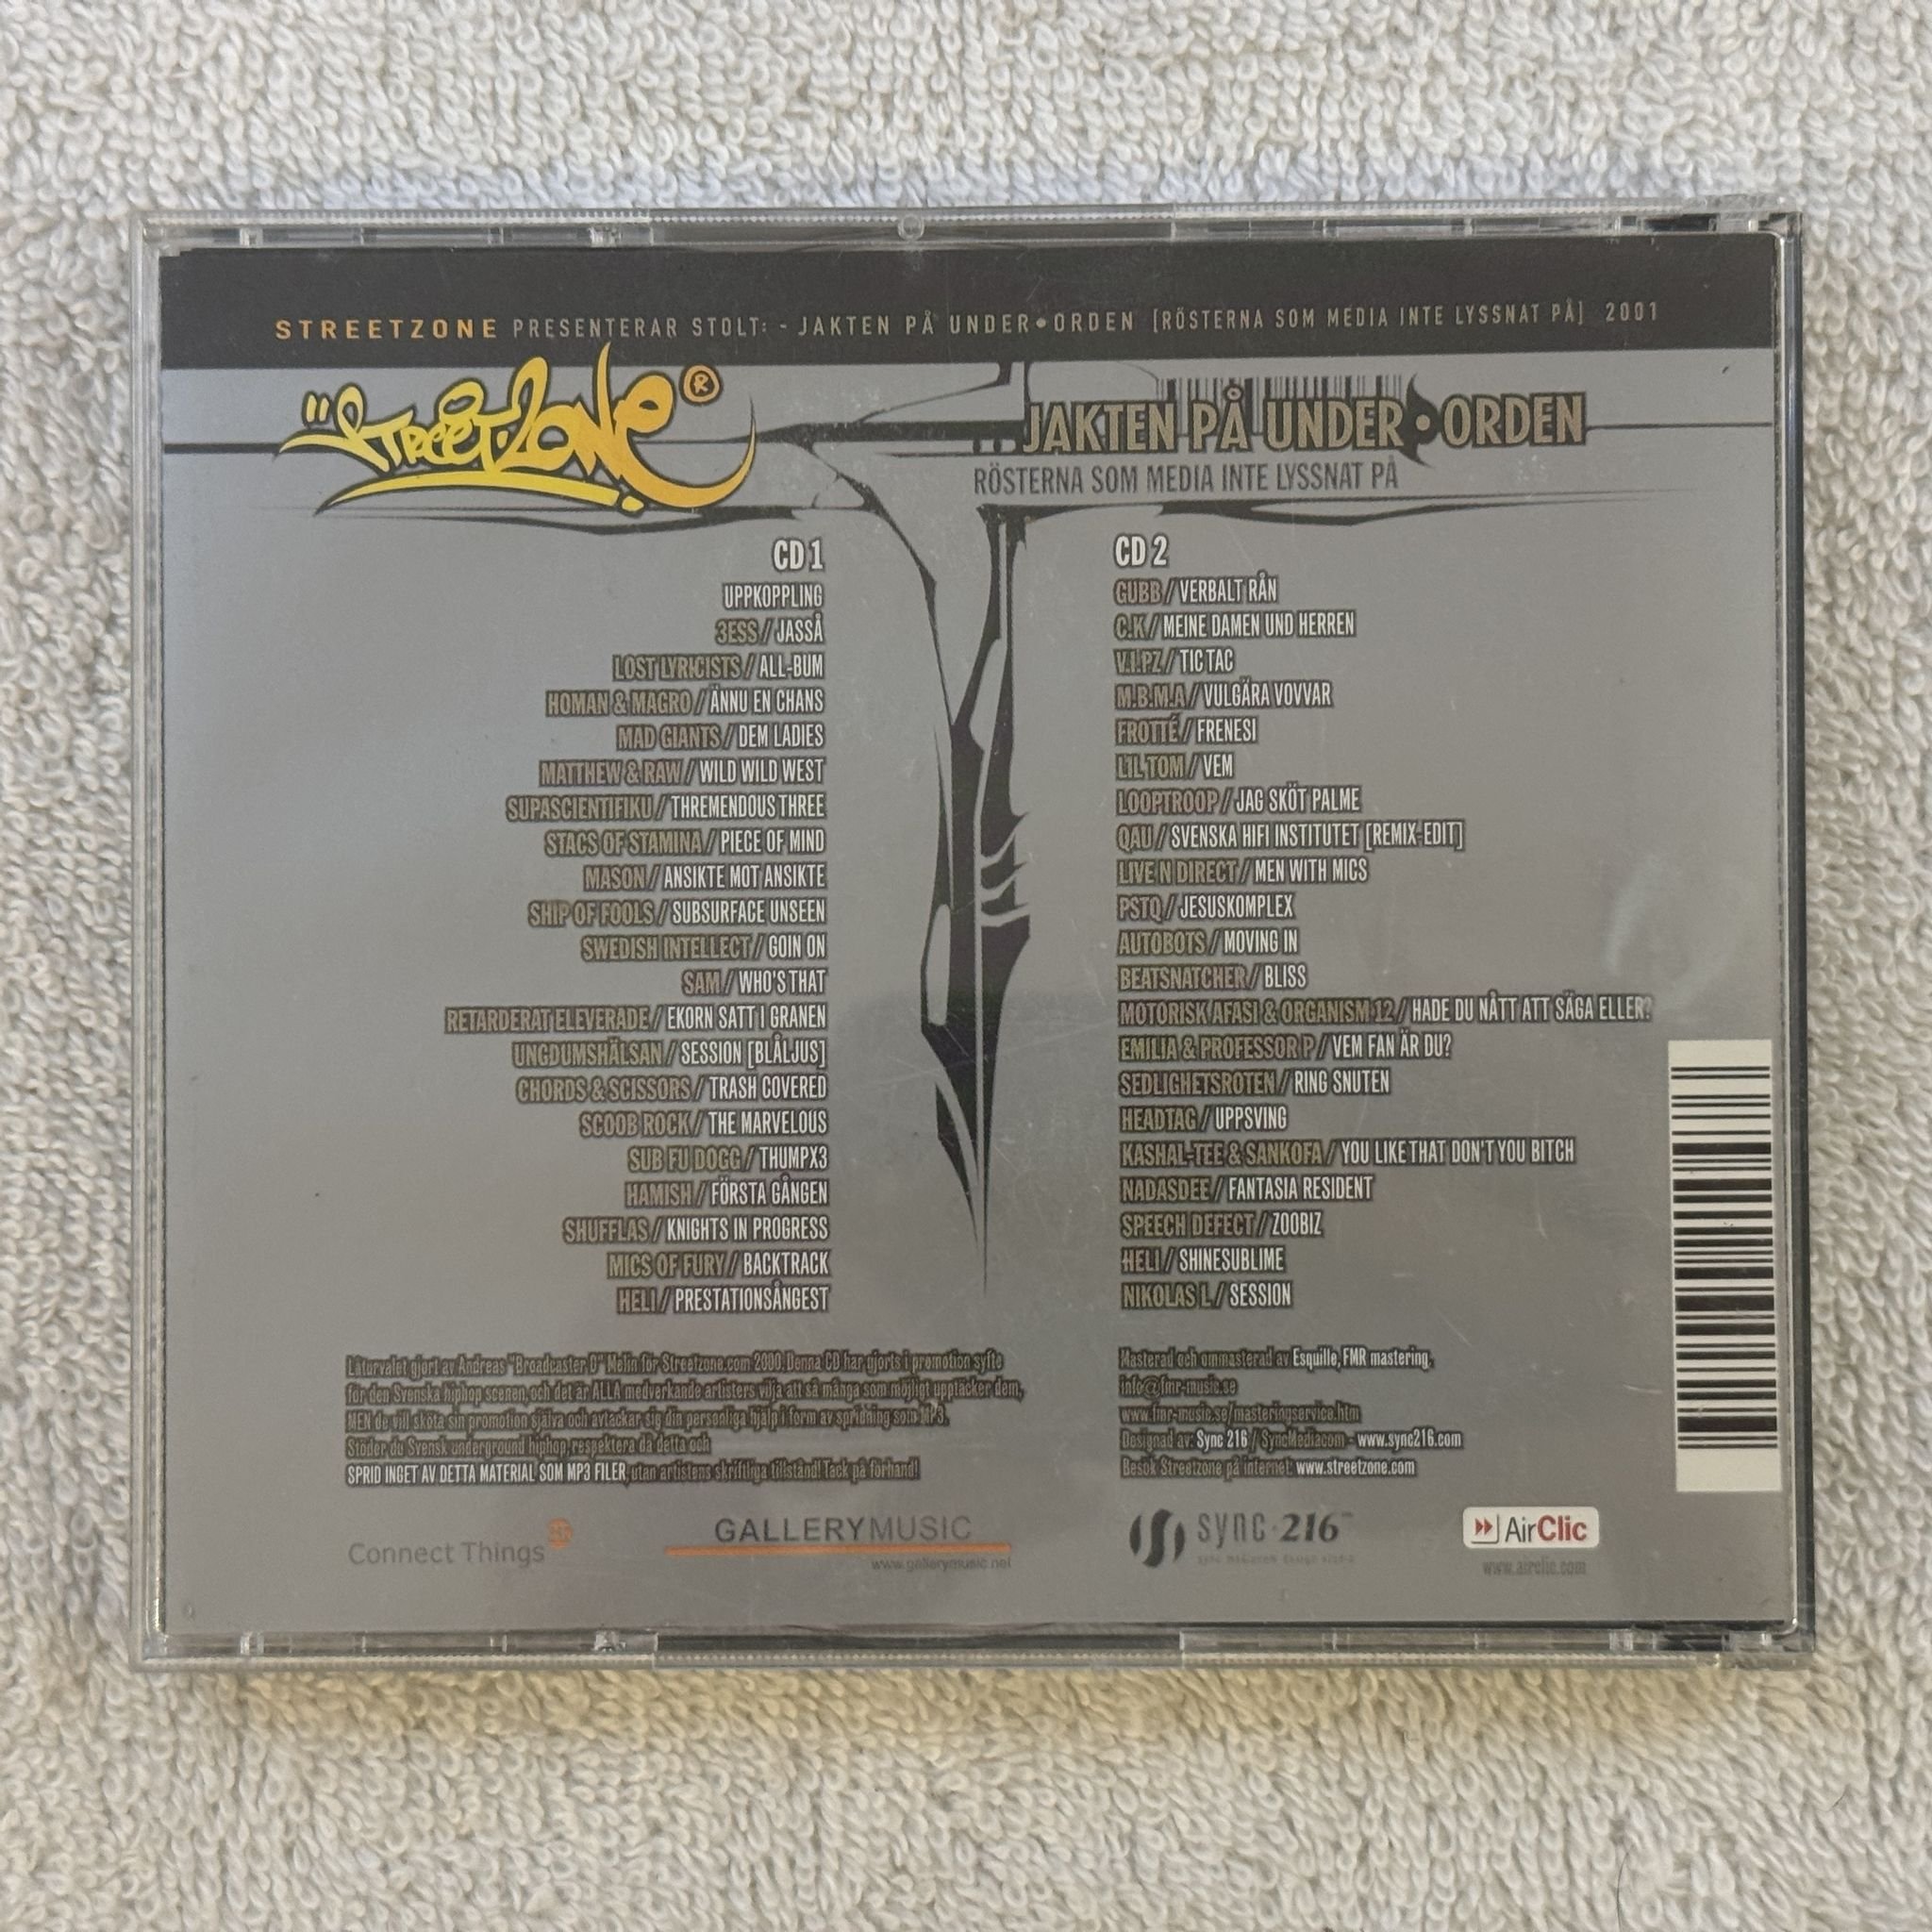 STREETZONE PRESENTERAR STOLT: - JAKTEN PÅ UNDER•ORDEN [RÖSTERNA SOM MEDIA INTE LYSSNAT PÅ] 2001
"STREETZONE ®
JAKTEN PÅ UNDER•ORDEN
RÖSTERNA SOM MEDIA INTE LYSSNAT PÅ
CD 1
UPPKOPPLING
3ESS / JASSÅ
LOST LYRICISTS / ALL-BUM
HOMAN & MAGRO / ÄNNU EN CHANS
MAD GIANTS / DEM LADIES
MATTHEW & RAW / WILD WILD WEST
SUPASCIENTIFIKU / THREMENDOUS THREE
STACS OF STAMINA / PIECE OF MIND
MASON / ANSIKTE MOT ANSIKTE
SHIP OF FOOLS / SUBSURFACE UNSEEN
SWEDISH INTELLECT / GOIN ON
SAM / WHO'S THAT
RETARDERAT ELEVERADE / EKORN SATT I GRANEN
UNGDUMSHÄLSAN / SESSION [BLÅLJUS]
CHORDS & SCISSORS / TRASH COVERED
SCOOB ROCK / THE MARVELOUS
SUB FU DOGG / THUMPX3
HAMISH / FÖRSTA GÅNGEN
SHUFFLAS / KNIGHTS IN PROGRESS
MICS OF FURY / BACKTRACK
HELI / PRESTATIONSÅNGEST
CD 2
GUBB / VERBALT RÅN
C.K / MEINE DAMEN UND HERREN
V.I.P.Z / TIC TAC
M.B.M.A / VULGÄRA VOVVAR
FROTTÉ / FRENESI
LIL TOM / VEM
LOOPTROOP / JAG SKÖT PALME
QAU / SVENSKA HIFI INSTITUTET [REMIX-EDIT]
LIVE N DIRECT / MEN WITH MICS
PSTQ / JESUSKOMPLEX
AUTOBOTS / MOVING IN
BEATSNATCHER / BLISS
MOTORISK AFASI & ORGANISM 12 / HADE DU NÅTT ATT SÄGA ELLER?
EMILIA & PROFESSOR P / VEM FAN ÄR DU?
SEDLIGHETSROTEN / RING SNUTEN
HEADTAG / UPPSVING
KASHAL-TEE & SANKOFA / YOU LIKE THAT DON'T YOU BITCH
NADASDEE / FANTASIA RESIDENT
SPEECH DEFECT / ZOOBIZ
HELI / SHINESUBLIME
NIKOLAS L / SESSION
Låturvalet gjort av Andreas "Broadcaster D" Melin för Streetzone.com 2000. Denna CD har gjorts i promotion syfte
för den Svenska hiphop scenen, och det är ALLA medverkande artisters vilja att så många som möjligt upptäcker dem,
MEN de vill sköta sin promotion själva och avtackar sig din personliga hjälp i form av spridning som MP3.
Stöder du Svensk underground hiphop, respektera då detta och
SPRID INGET AV DETTA MATERIAL SOM MP3 FILER, utan artistens skriftliga tillstånd! Tack på förhand!
Mastrad och ommastrad av Esquille, FMR mastering.
info@fmr-music.se
www.fmr-music.se/masteringservice.htm
Designad av: Sync 216 / SyncMediacom - www.sync216.com
Besök Streetzone på internet: www.streetzone.com
Connect Things
GALLERYMUSIC
www.gallerymusic.net
sync·216™
AirClic
www.airclic.com